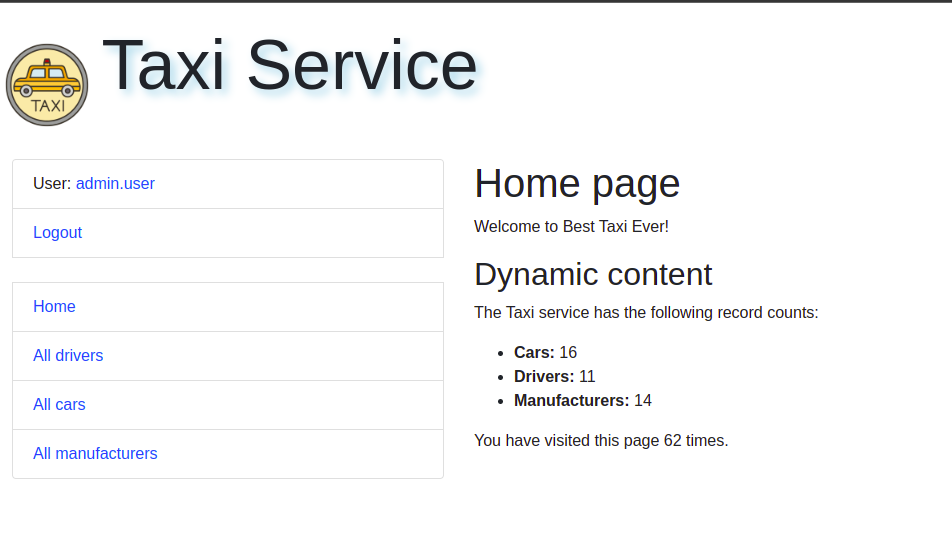 Taxi Service
TAXI
User: admin.user
Logout
Home
All drivers
All cars
All manufacturers
Home page
Welcome to Best Taxi Ever!
Dynamic content
The Taxi service has the following record counts:
Cars: 16
Drivers: 11
Manufacturers: 14
You have visited this page 62 times.